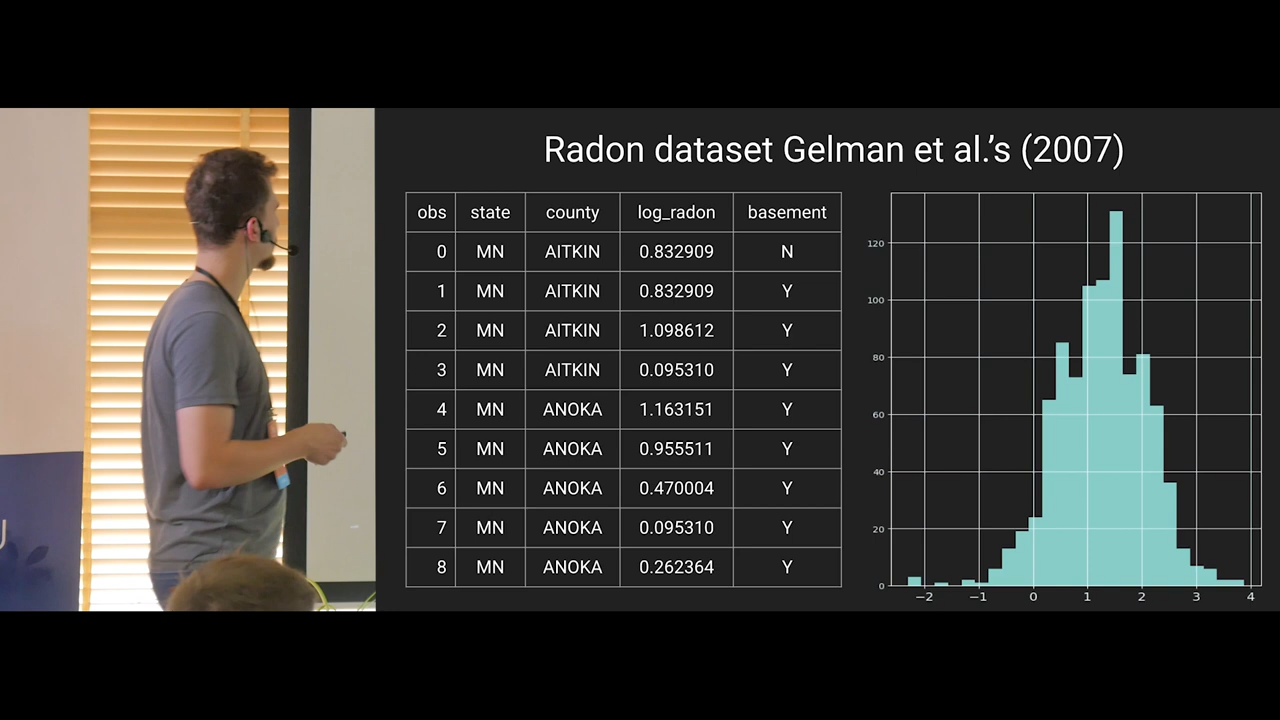 Radon dataset Gelman et al.’s (2007)
obs state county log_radon basement
0 MN AITKIN 0.832909 N
1 MN AITKIN 0.832909 Y
2 MN AITKIN 1.098612 Y
3 MN AITKIN 0.095310 Y
4 MN ANOKA 1.163151 Y
5 MN ANOKA 0.955511 Y
6 MN ANOKA 0.470004 Y
7 MN ANOKA 0.095310 Y
8 MN ANOKA 0.262364 Y
120
100
80
60
40
20
0
−2 −1 0 1 2 3 4